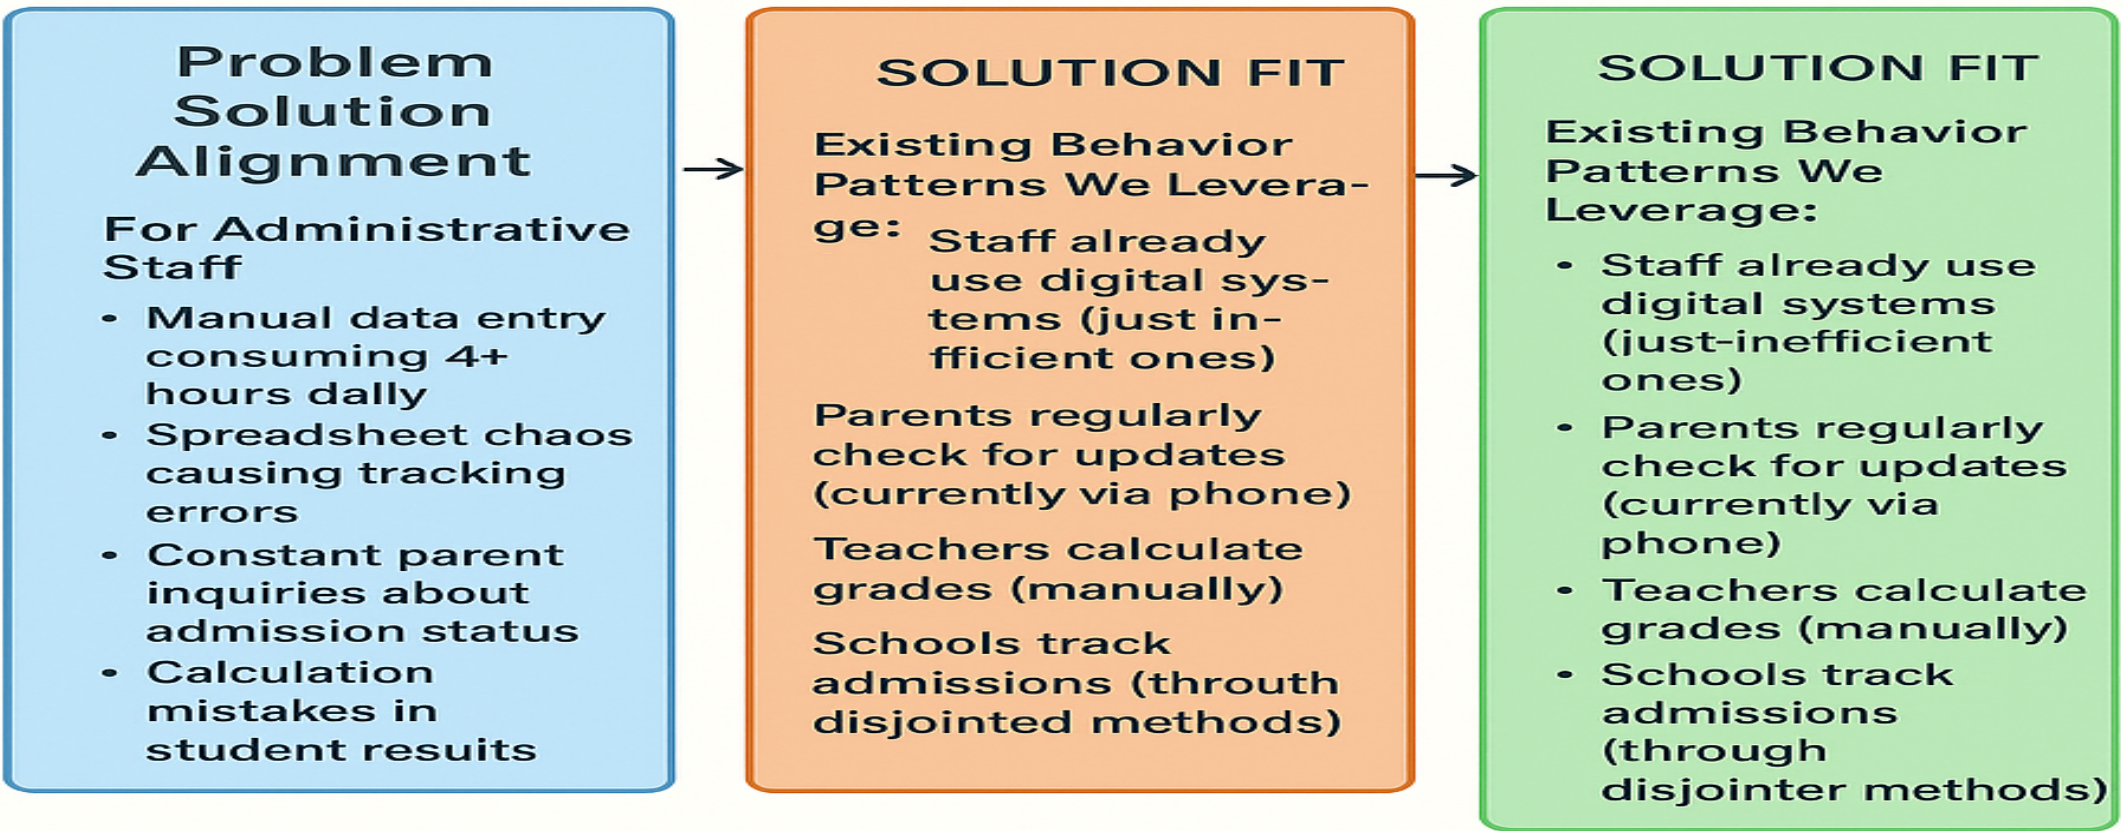 Problem
Solution
Alignment
For Administrative
Staff
• Manual data entry
consuming 4+
hours dally
• Spreadsheet chaos
causing tracking
errors
• Constant parent
inquiries about
admission status
• Calculation
mistakes in
student resuits
SOLUTION FIT
Existing Behavior
Patterns We Levera-
ge:
Staff already
use digital sys-
tems (just in-
fficient ones)
Parents regularly
check for updates
(currently via phone)
Teachers calculate
grades (manually)
Schools track
admissions (throuth
disjointed methods)
SOLUTION FIT
Existing Behavior
Patterns We
Leverage:
• Staff already use
digital systems
(just-inefficient
ones)
• Parents regularly
check for updates
(currently via
phone)
• Teachers calculate
grades (manually)
• Schools track
admissions
(through
disjointer methods)